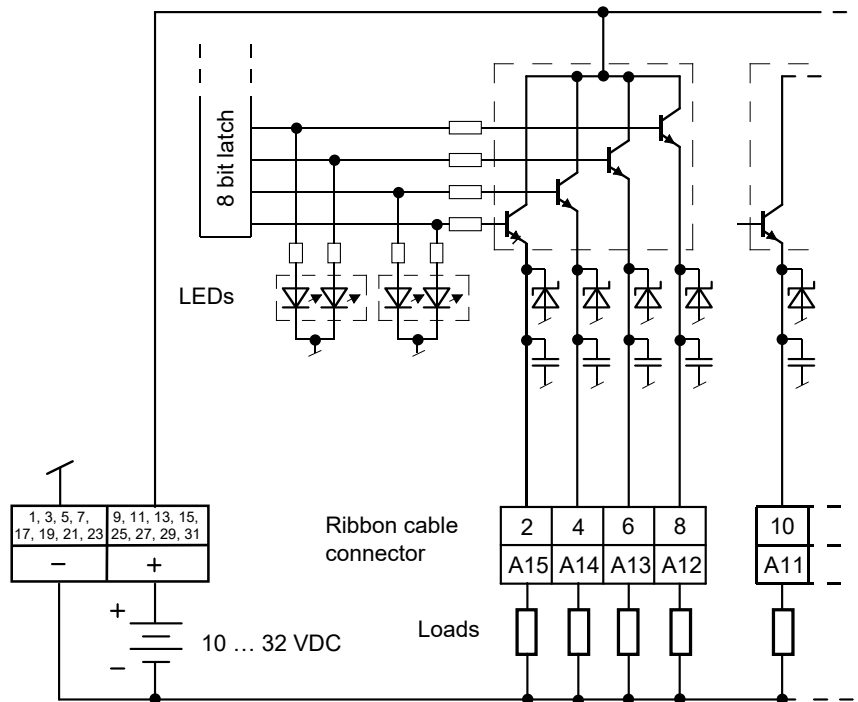 8 bit latch
LEDs
1, 3, 5, 7, 9, 11, 13, 15,
17, 19, 21, 23 25, 27, 29, 31
− +
+
10 … 32 VDC
−
Ribbon cable
connector
2 4 6 8 10
A15 A14 A13 A12 A11
Loads